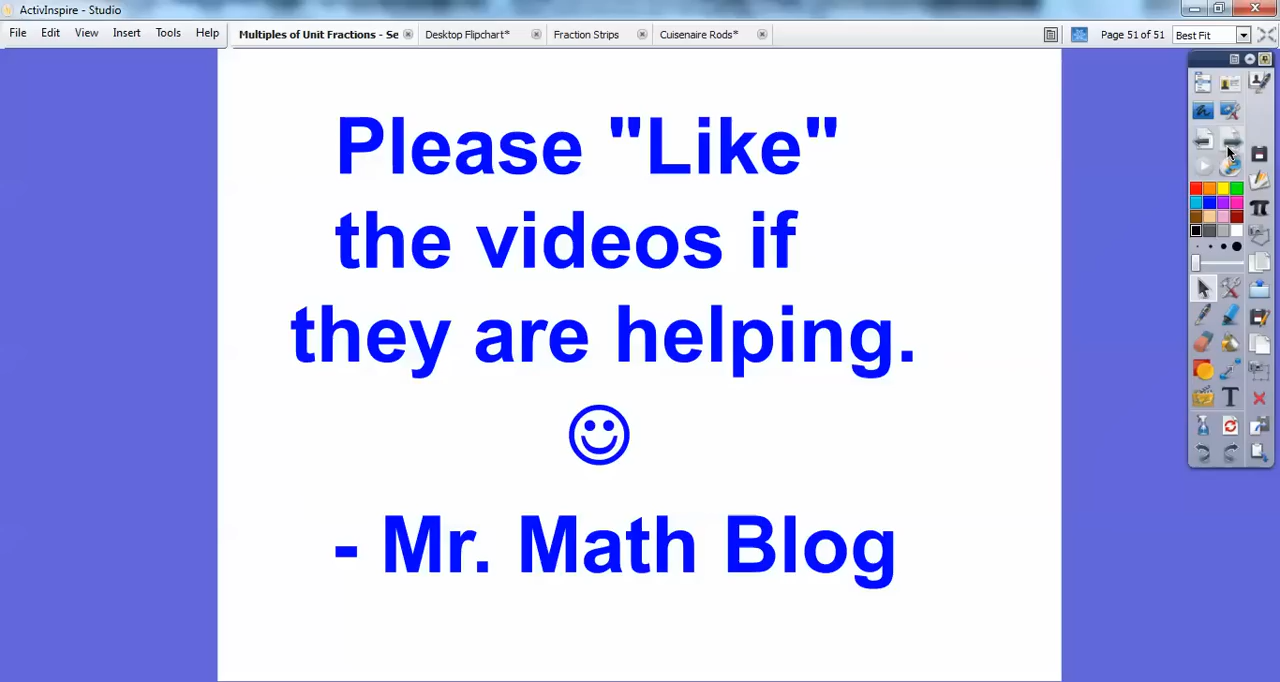 ActivInspire - Studio
File Edit View Insert Tools Help
Multiples of Unit Fractions - Se Desktop Flipchart* Fraction Strips Cuisenaire Rods* Page 51 of 51 Best Fit
Please "Like"
the videos if
they are helping.
☺
- Mr. Math Blog